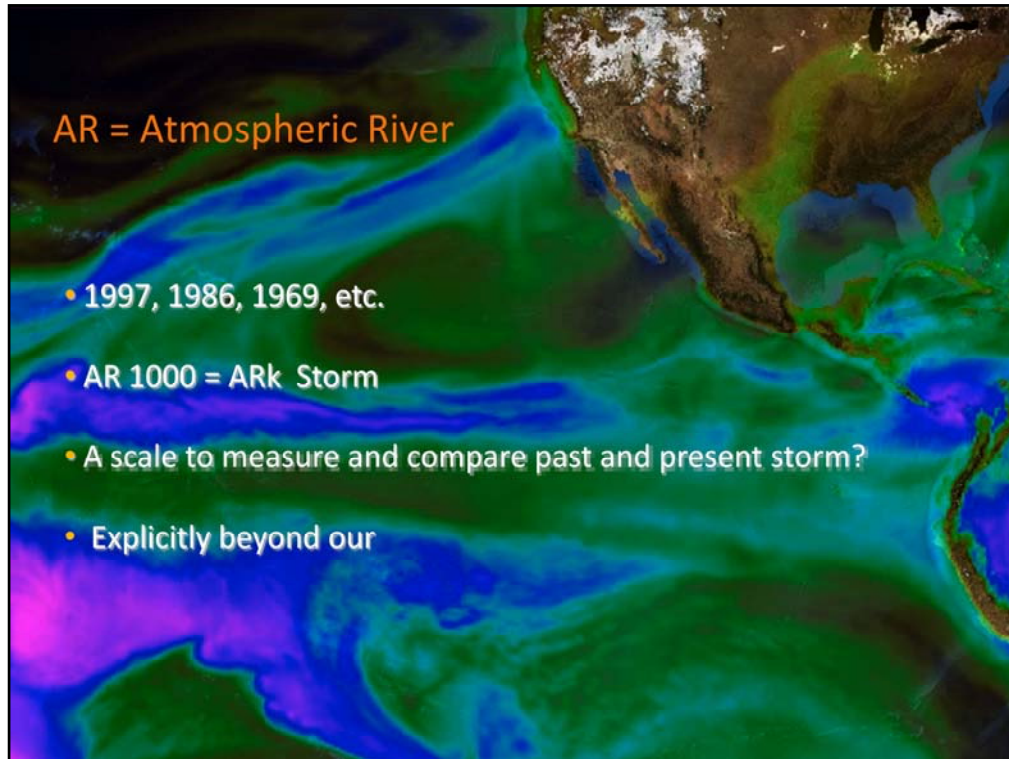 AR = Atmospheric River
• 1997, 1986, 1969, etc.
• AR 1000 = ARk Storm
• A scale to measure and compare past and present storm?
• Explicitly beyond our